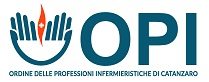 OPI
ORDINE DELLE PROFESSIONI INFERMIERISTICHE DI CATANZARO